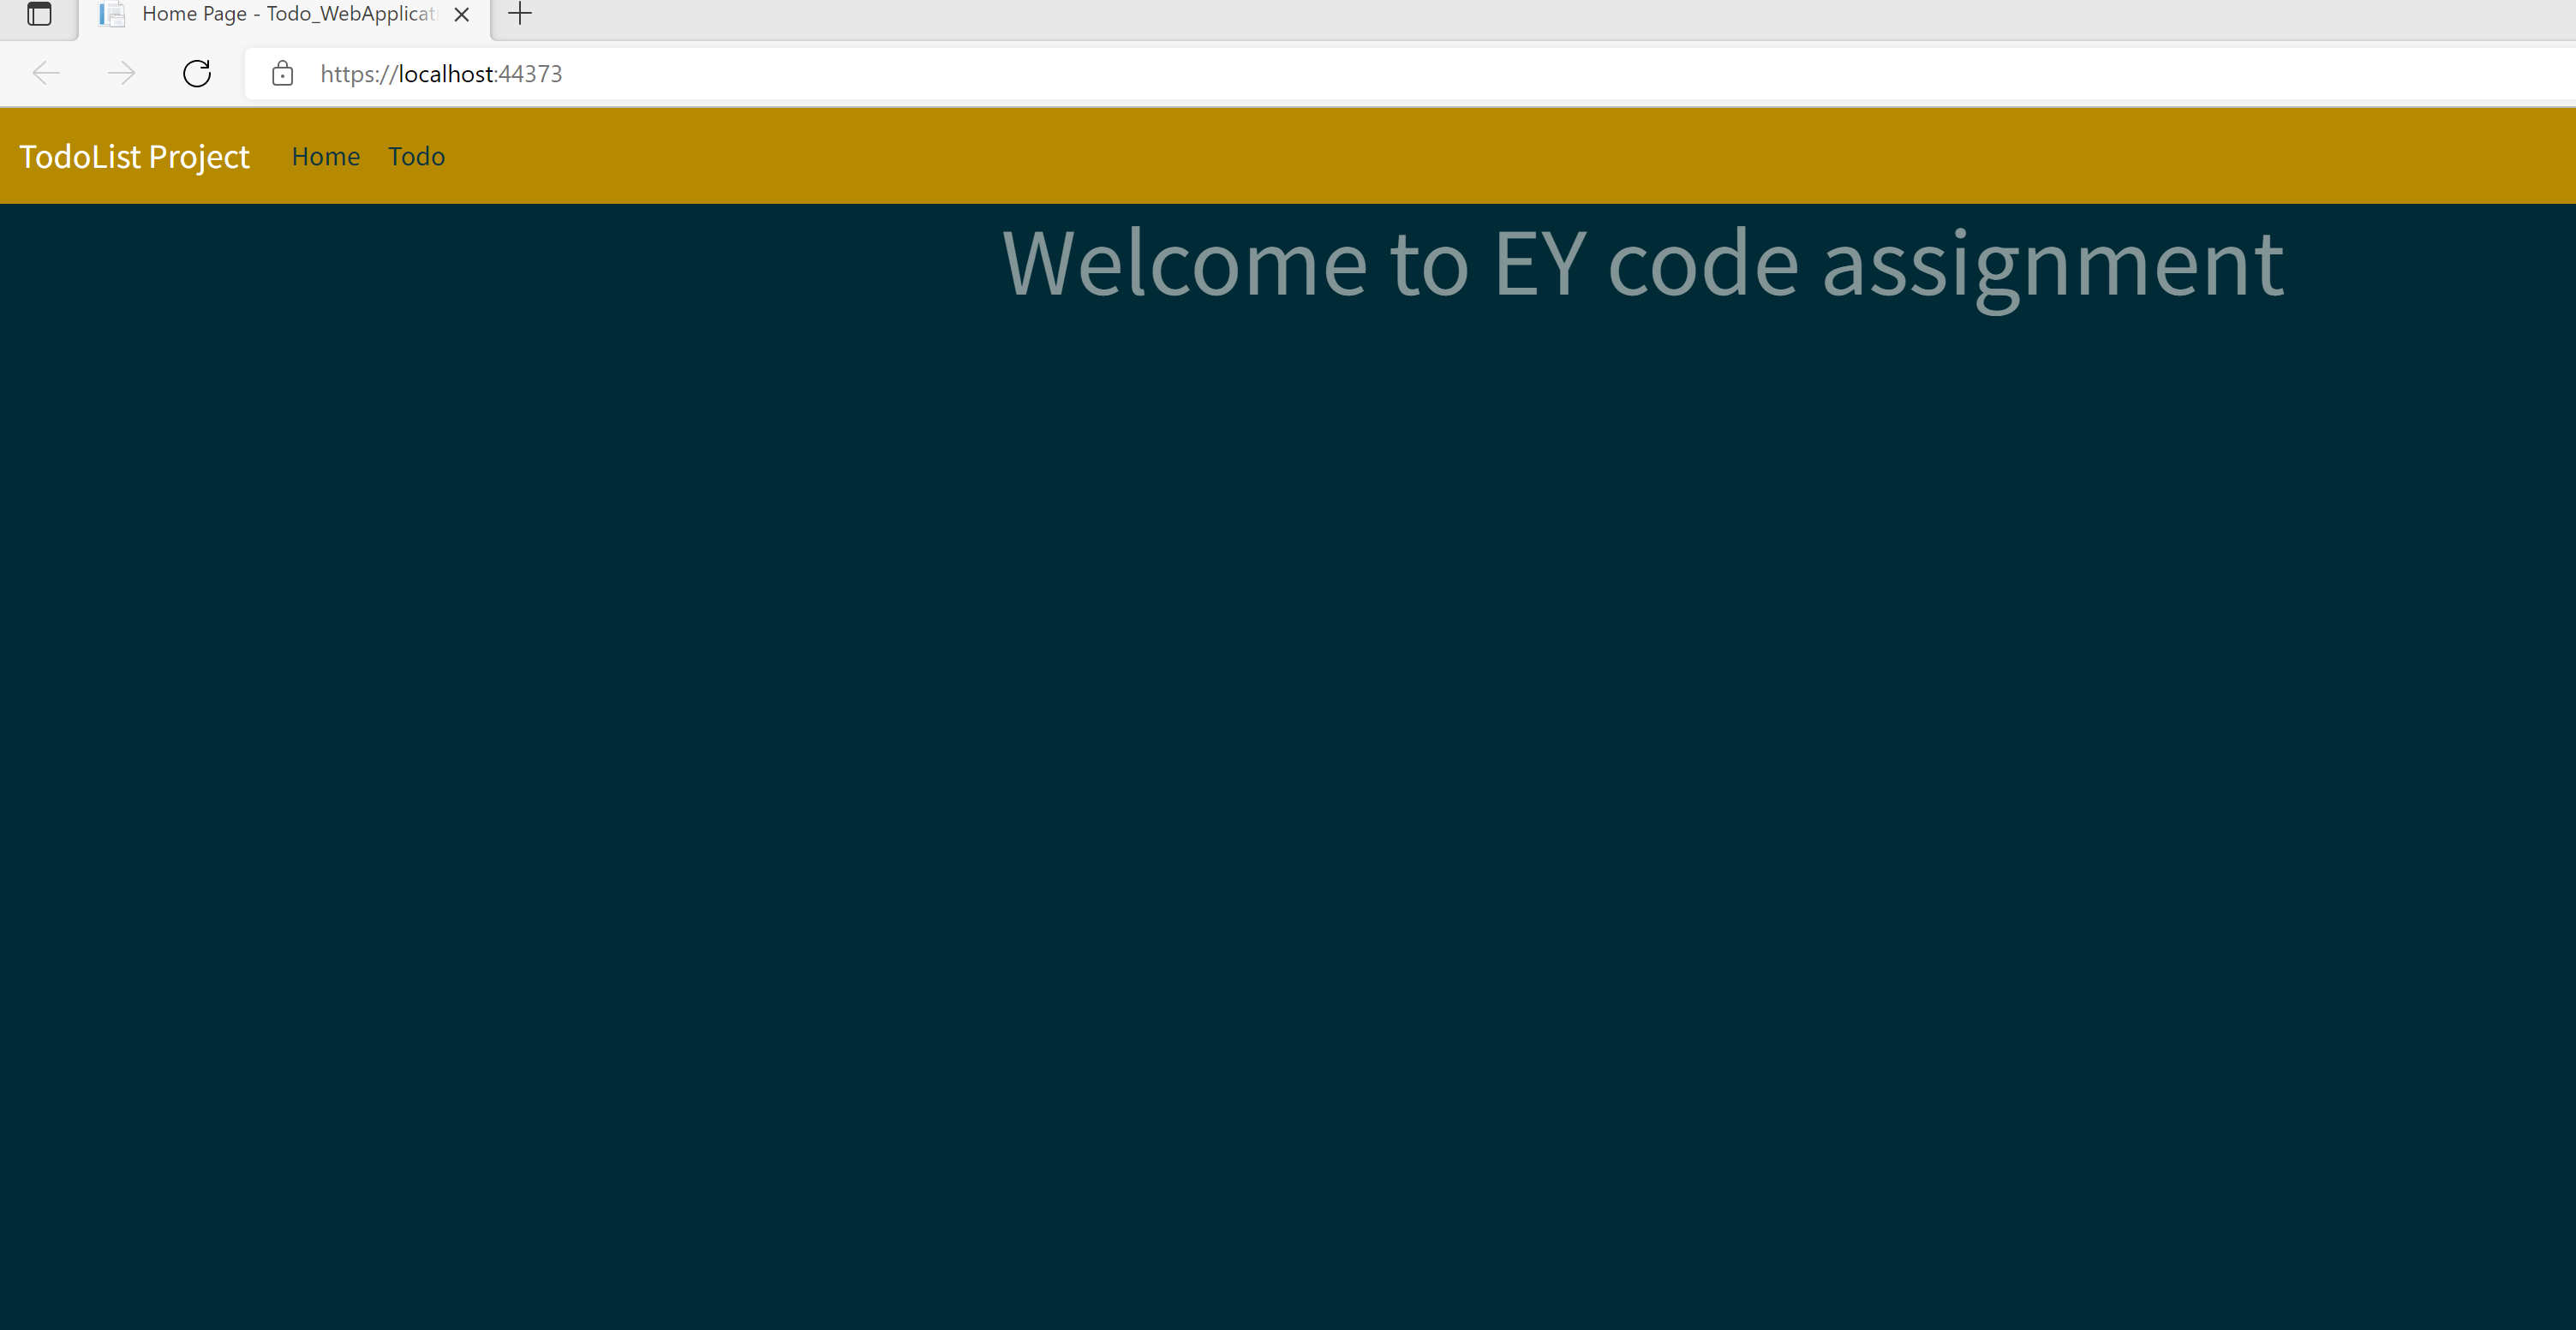 Home Page - Todo_WebApplicat
https://localhost:44373
TodoList Project Home Todo
Welcome to EY code assignment